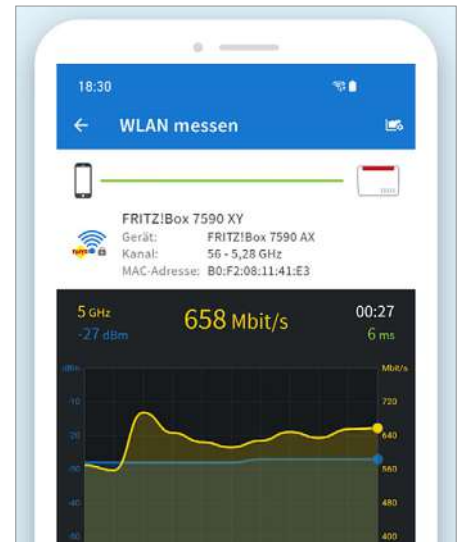 18:30
WLAN messen
FRITZ!Box 7590 XY
Gerät: FRITZ!Box 7590 AX
Kanal: 56 - 5,28 GHz
MAC-Adresse: B0:F2:08:11:41:E3
5 GHz 658 Mbit/s 00:27
-27 dBm 6 ms
dBm Mbit/s
-10 720
-20 640
-30 560
-40 480
-50 400